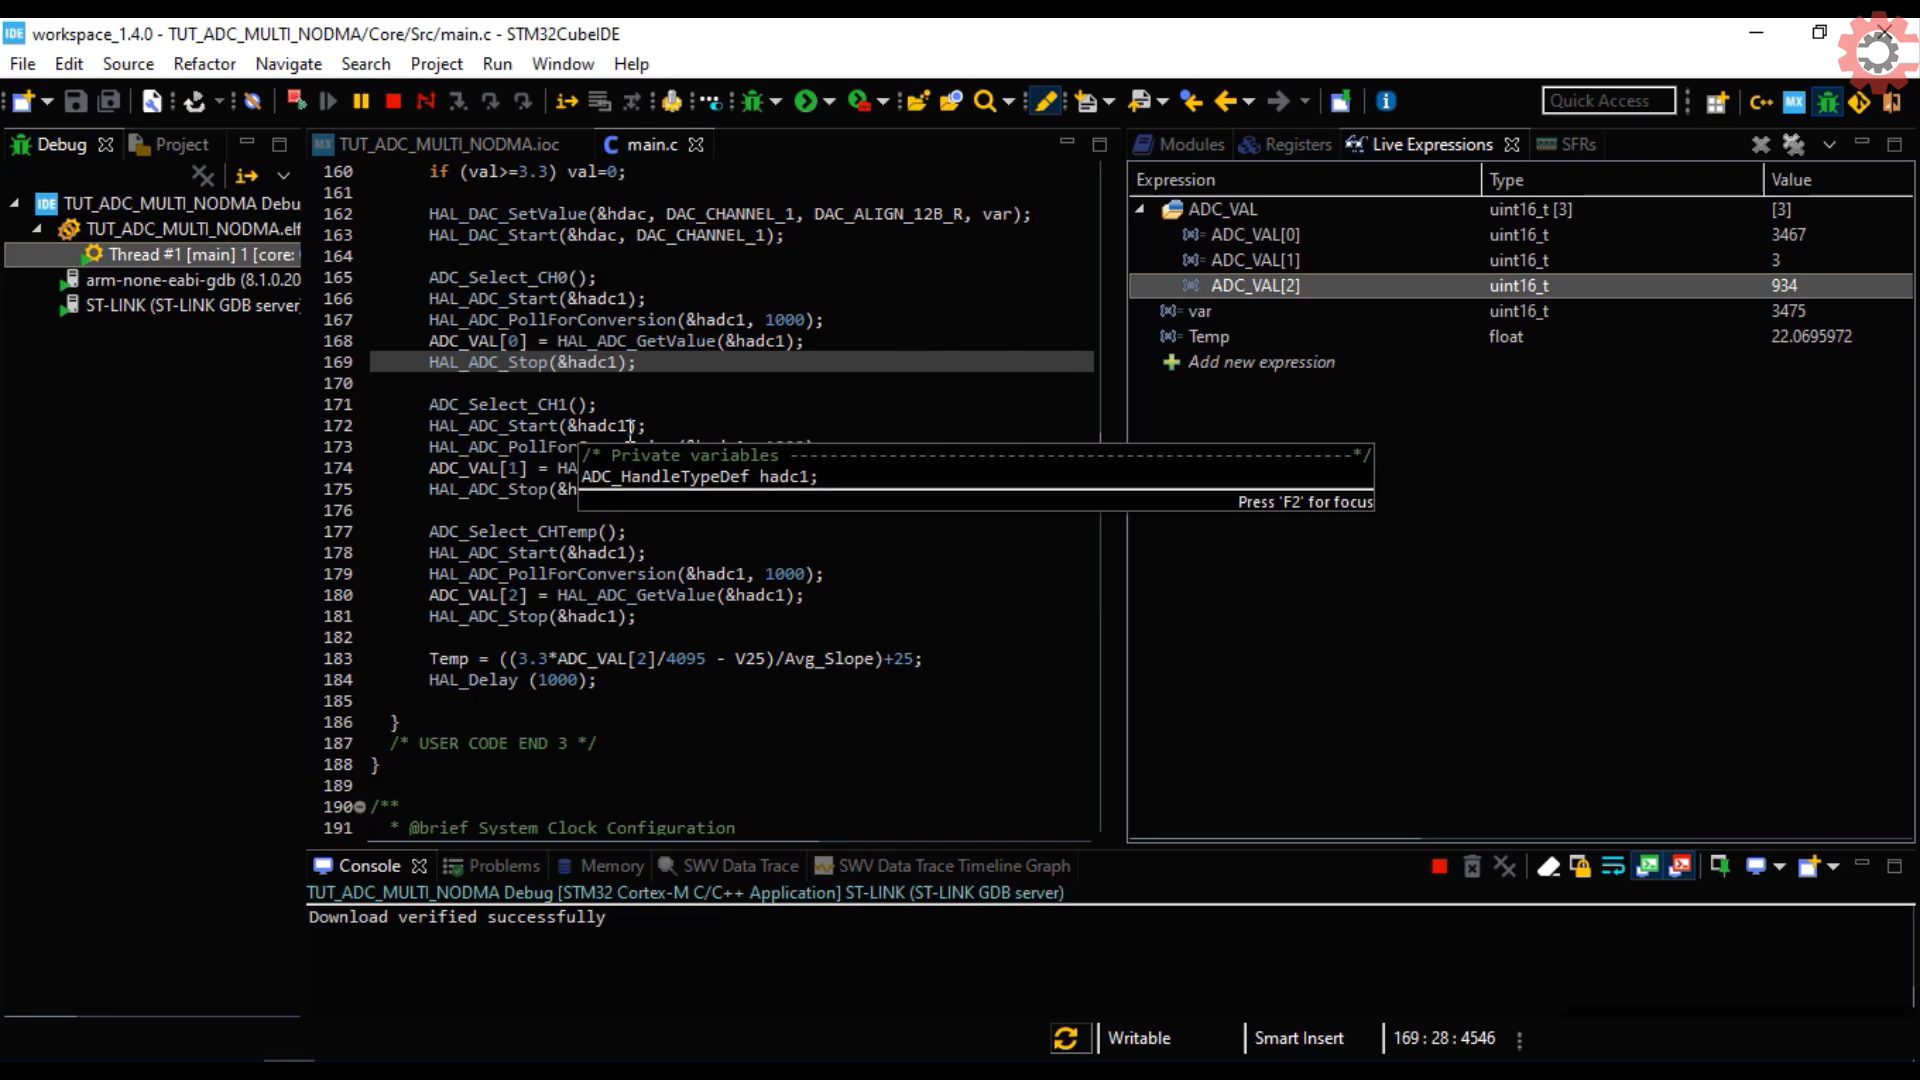 IDE workspace_1.4.0 - TUT_ADC_MULTI_NODMA/Core/Src/main.c - STM32CubeIDE
File Edit Source Refactor Navigate Search Project Run Window Help
Quick Access
Debug Project
TUT_ADC_MULTI_NODMA.ioc main.c
Modules Registers Live Expressions SFRs
IDE TUT_ADC_MULTI_NODMA Debu
TUT_ADC_MULTI_NODMA.elf
Thread #1 [main] 1 [core:
arm-none-eabi-gdb (8.1.0.20
ST-LINK (ST-LINK GDB server)
160 if (val>=3.3) val=0;
161
162 HAL_DAC_SetValue(&hdac, DAC_CHANNEL_1, DAC_ALIGN_12B_R, var);
163 HAL_DAC_Start(&hdac, DAC_CHANNEL_1);
164
165 ADC_Select_CH0();
166 HAL_ADC_Start(&hadc1);
167 HAL_ADC_PollForConversion(&hadc1, 1000);
168 ADC_VAL[0] = HAL_ADC_GetValue(&hadc1);
169 HAL_ADC_Stop(&hadc1);
170
171 ADC_Select_CH1();
172 HAL_ADC_Start(&hadc1);
173 HAL_ADC_PollFor
174 ADC_VAL[1] = HA
175 HAL_ADC_Stop(&h
176
177 ADC_Select_CHTemp();
178 HAL_ADC_Start(&hadc1);
179 HAL_ADC_PollForConversion(&hadc1, 1000);
180 ADC_VAL[2] = HAL_ADC_GetValue(&hadc1);
181 HAL_ADC_Stop(&hadc1);
182
183 Temp = ((3.3*ADC_VAL[2]/4095 - V25)/Avg_Slope)+25;
184 HAL_Delay (1000);
185
186 }
187 /* USER CODE END 3 */
188 }
189
190 /**
191 * @brief System Clock Configuration
/* Private variables ---------------------------------------------------------*/
ADC_HandleTypeDef hadc1;
Press 'F2' for focus
Expression Type Value
ADC_VAL uint16_t [3] [3]
ADC_VAL[0] uint16_t 3467
ADC_VAL[1] uint16_t 3
ADC_VAL[2] uint16_t 934
var uint16_t 3475
Temp float 22.0695972
Add new expression
Console Problems Memory SWV Data Trace SWV Data Trace Timeline Graph
TUT_ADC_MULTI_NODMA Debug [STM32 Cortex-M C/C++ Application] ST-LINK (ST-LINK GDB server)
Download verified successfully
Writable Smart Insert 169 : 28 : 4546